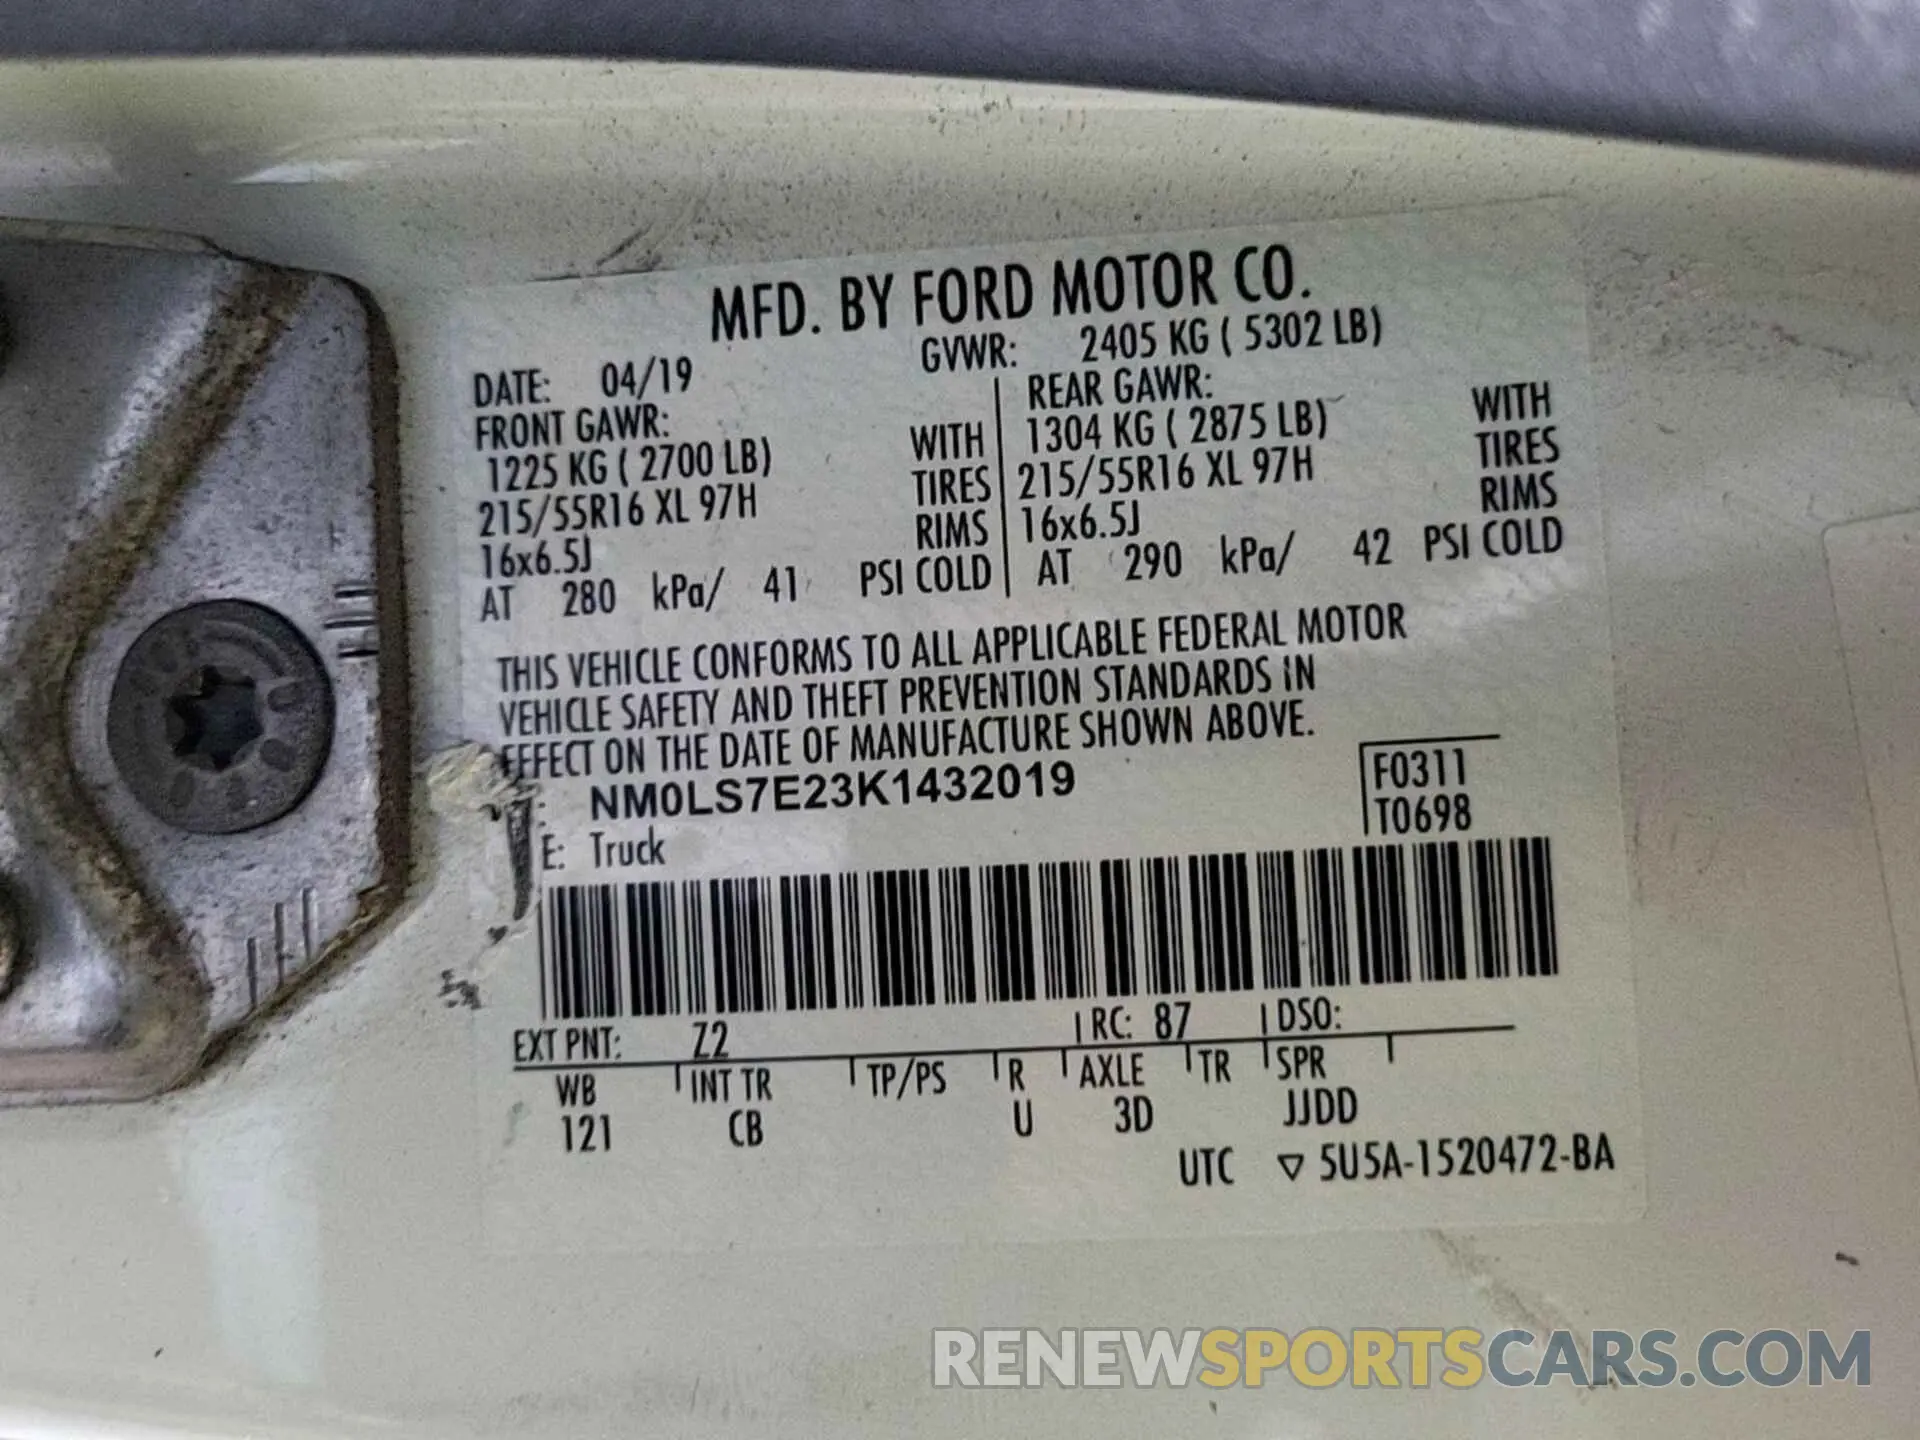 MFD. BY FORD MOTOR CO.
DATE: 04/19 GVWR: 2405 KG ( 5302 LB)
FRONT GAWR: REAR GAWR:
1225 KG ( 2700 LB) WITH 1304 KG ( 2875 LB) WITH
215/55R16 XL 97H TIRES 215/55R16 XL 97H TIRES
16x6.5J RIMS 16x6.5J RIMS
AT 280 kPa/ 41 PSI COLD AT 290 kPa/ 42 PSI COLD
THIS VEHICLE CONFORMS TO ALL APPLICABLE FEDERAL MOTOR
VEHICLE SAFETY AND THEFT PREVENTION STANDARDS IN
EFFECT ON THE DATE OF MANUFACTURE SHOWN ABOVE.
: NM0LS7E23K1432019 F0311
E: Truck T0698
EXT PNT: Z2 RC: 87 DSO:
WB INT TR TP/PS R AXLE TR SPR
121 CB U 3D JJDD
UTC ▽ 5U5A-1520472-BA
RENEWSPORTSCARS.COM